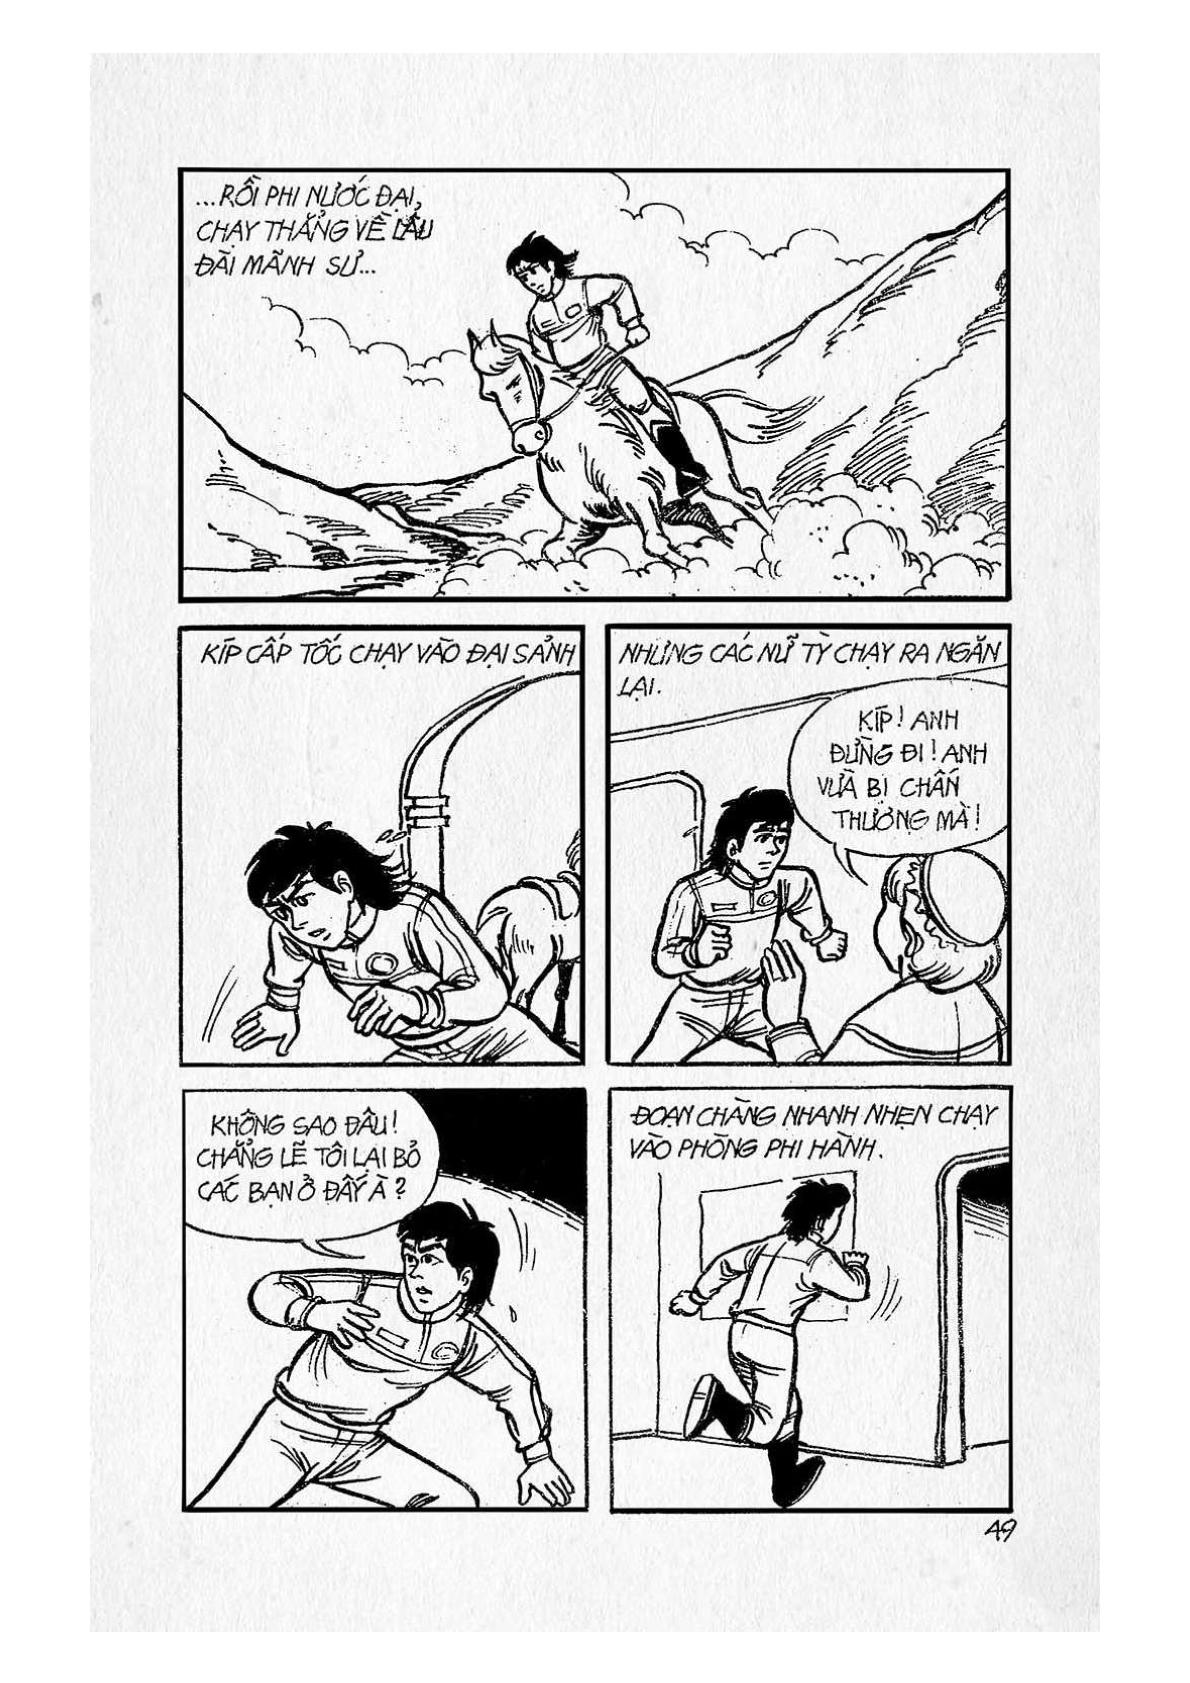 ...RỒI PHI NƯỚC ĐẠI,
CHẠY THẲNG VỀ LÂU
ĐÀI MÃNH SƯ...
KÍP CẤP TỐC CHẠY VÀO ĐẠI SẢNH
NHƯNG CÁC NỮ TỲ CHẠY RA NGĂN
LẠI.
KÍP! ANH
ĐỪNG ĐI! ANH
VỪA BỊ CHẤN
THƯƠNG MÀ!
KHÔNG SAO ĐÂU!
CHẲNG LẼ TÔI LẠI BỎ
CÁC BẠN Ở ĐẤY À?
ĐOẠN CHÀNG NHANH NHẸN CHẠY
VÀO PHÒNG PHI HÀNH.
49